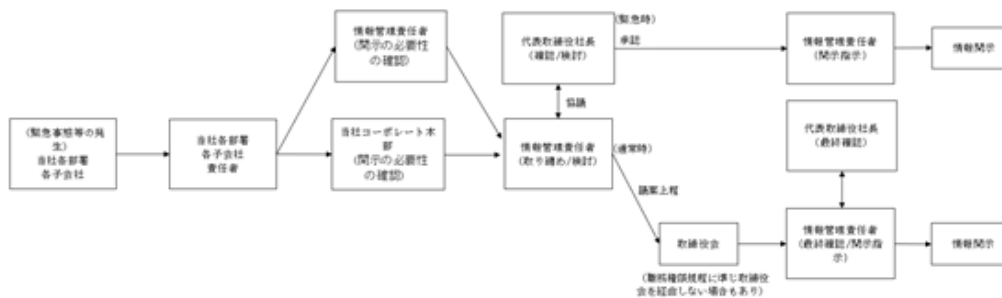 (緊急事態等の発
生)
当社各部署
各子会社
当社各部署
各子会社
責任者
情報管理責任者
(開示の必要性
の確認)
当社コーポレート本
部
(開示の必要性
の確認)
代表取締役社長
(確認/検討)
協議
情報管理責任者
(取り纏め/検討)
(緊急時)
承認
情報管理責任者
(開示指示)
情報開示
(通常時)
議案上程
取締役会
(職務権限規程に準じ取締役
会を経由しない場合もあり)
代表取締役社長
(最終確認)
情報管理責任者
(最終確認/開示指
示)
情報開示